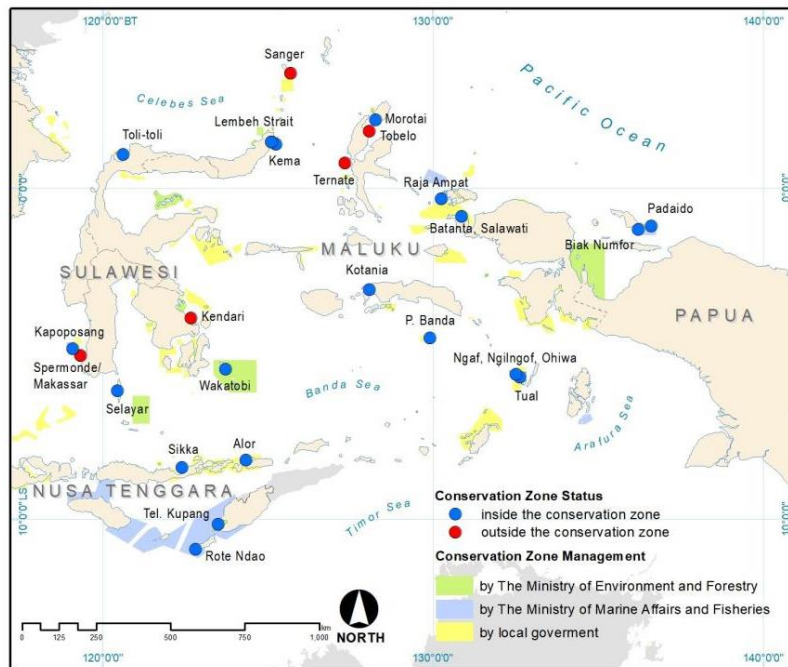 120°0'0"BT
130°0'0"
140°0'0"
Sanger
Pacific Ocean
Celebes Sea
Lembeh Strait
Morotai
Tobelo
Toli-toli
Kema
Ternate
Raja Ampat
0°0'0"
0°0'0"
Padaido
Batanta, Salawati
Biak Numfor
MALUKU
SULAWESI
Kotania
PAPUA
Kendari
P. Banda
Kapoposang
Spermonde/
Makassar
Ngaf, Ngilngof, Ohiwa
Wakatobi
Tual
Banda Sea
Selayar
Arafura Sea
Sikka
Alor
NUSA TENGGARA
Tel. Kupang
Timor Sea
10°0'0"LS
10°0'0"
Rote Ndao
Conservation Zone Status
inside the conservation zone
outside the conservation zone
Conservation Zone Management
by The Ministry of Environment and Forestry
by The Ministry of Marine Affairs and Fisheries
by local goverment
0 125 250 500 750 1,000
km
NORTH
120°0'0"
130°0'0"
140°0'0"